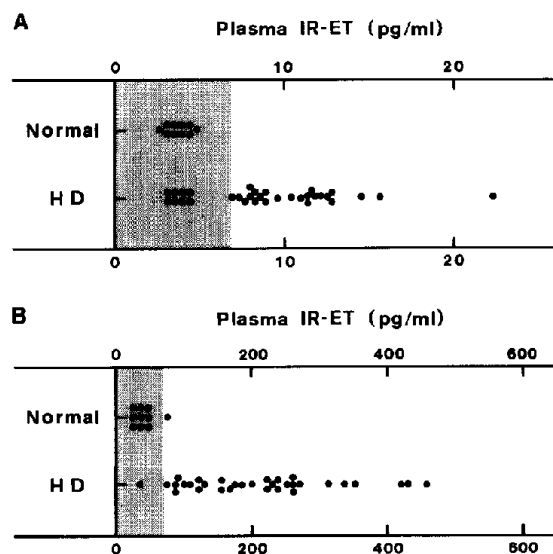 A
Plasma IR-ET (pg/ml)
0 10 20
Normal
HD
0 10 20
B
Plasma IR-ET (pg/ml)
0 200 400 600
Normal
HD
0 200 400 600